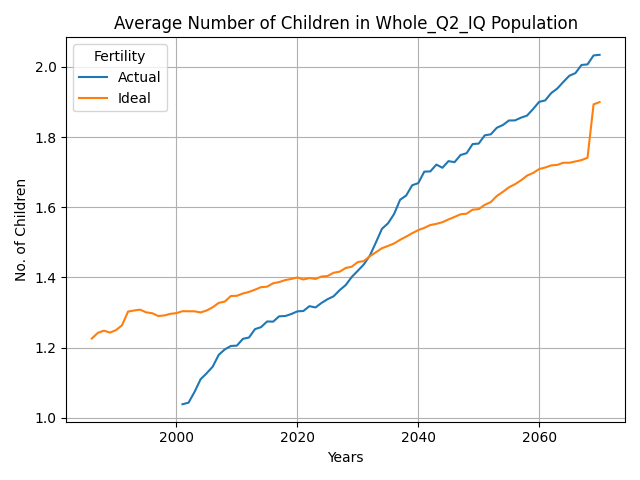 Average Number of Children in Whole_Q2_IQ Population
Fertility
Actual
Ideal
No. of Children
2.0
1.8
1.6
1.4
1.2
1.0
2000
2020
2040
2060
Years